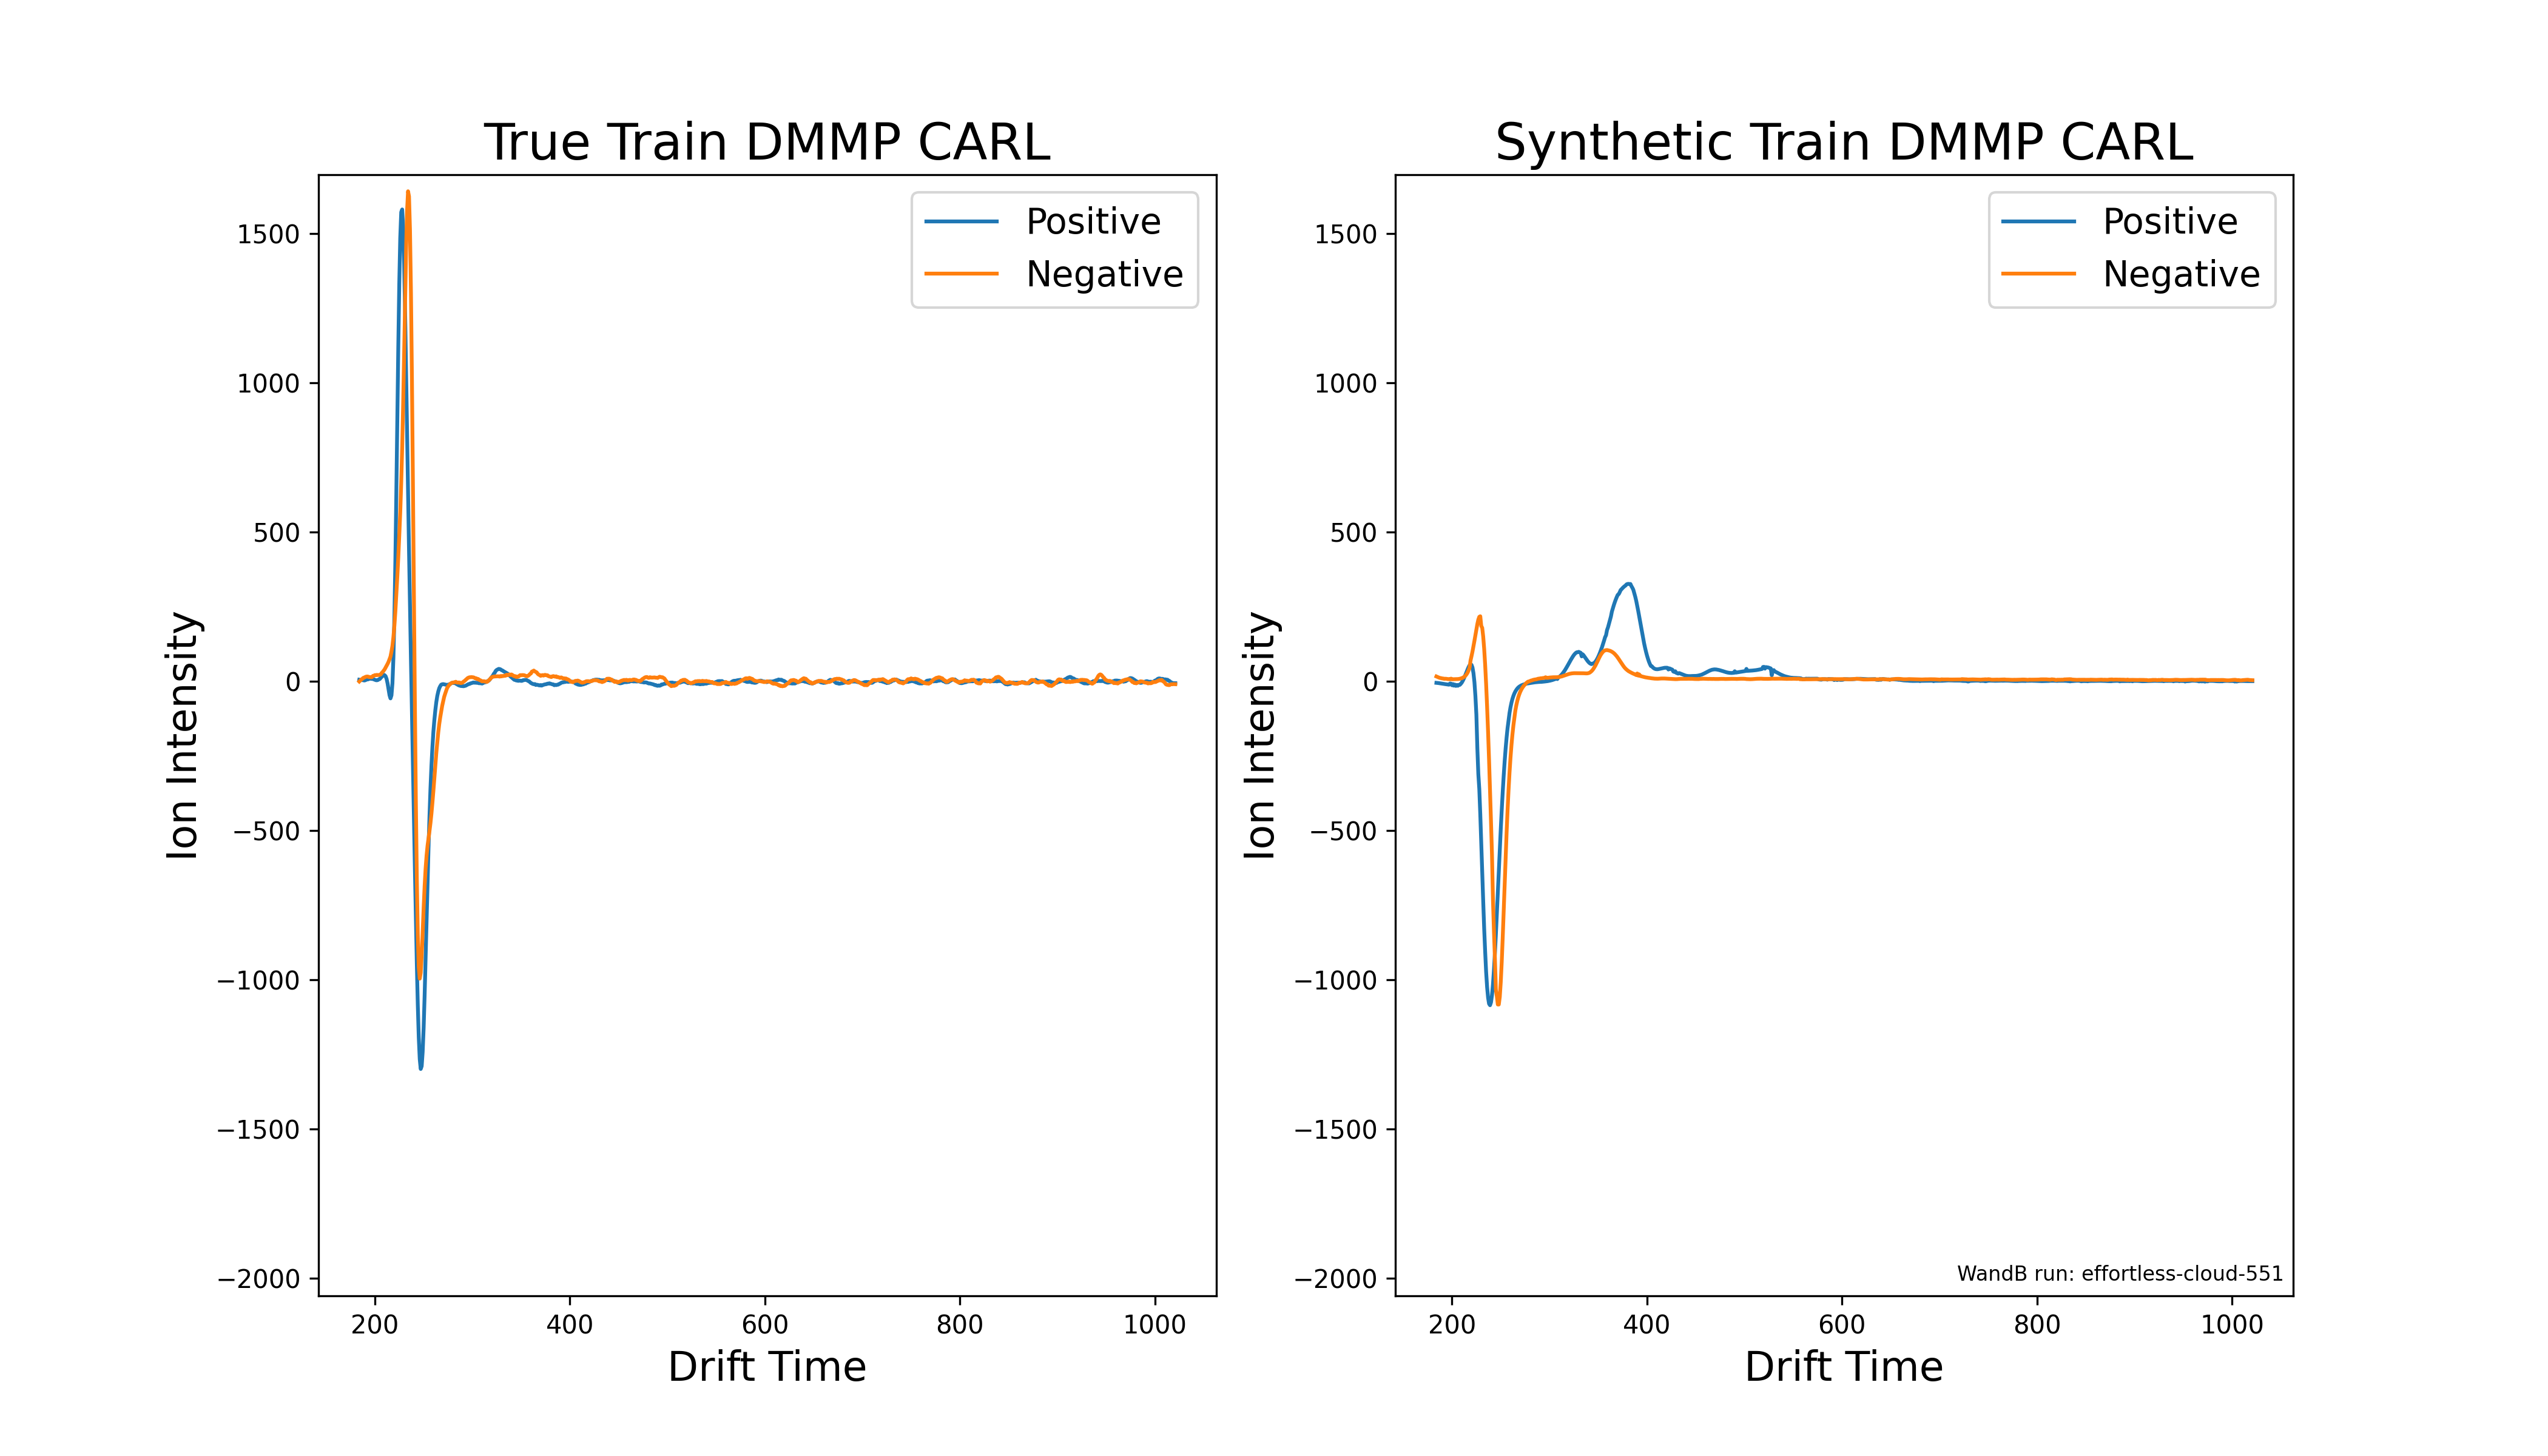 True Train DMMP CARL
Positive
Negative
1500
1000
500
0
−500
−1000
−1500
−2000
Ion Intensity
200 400 600 800 1000
Drift Time
Synthetic Train DMMP CARL
Positive
Negative
1500
1000
500
0
−500
−1000
−1500
−2000
Ion Intensity
WandB run: effortless-cloud-551
200 400 600 800 1000
Drift Time